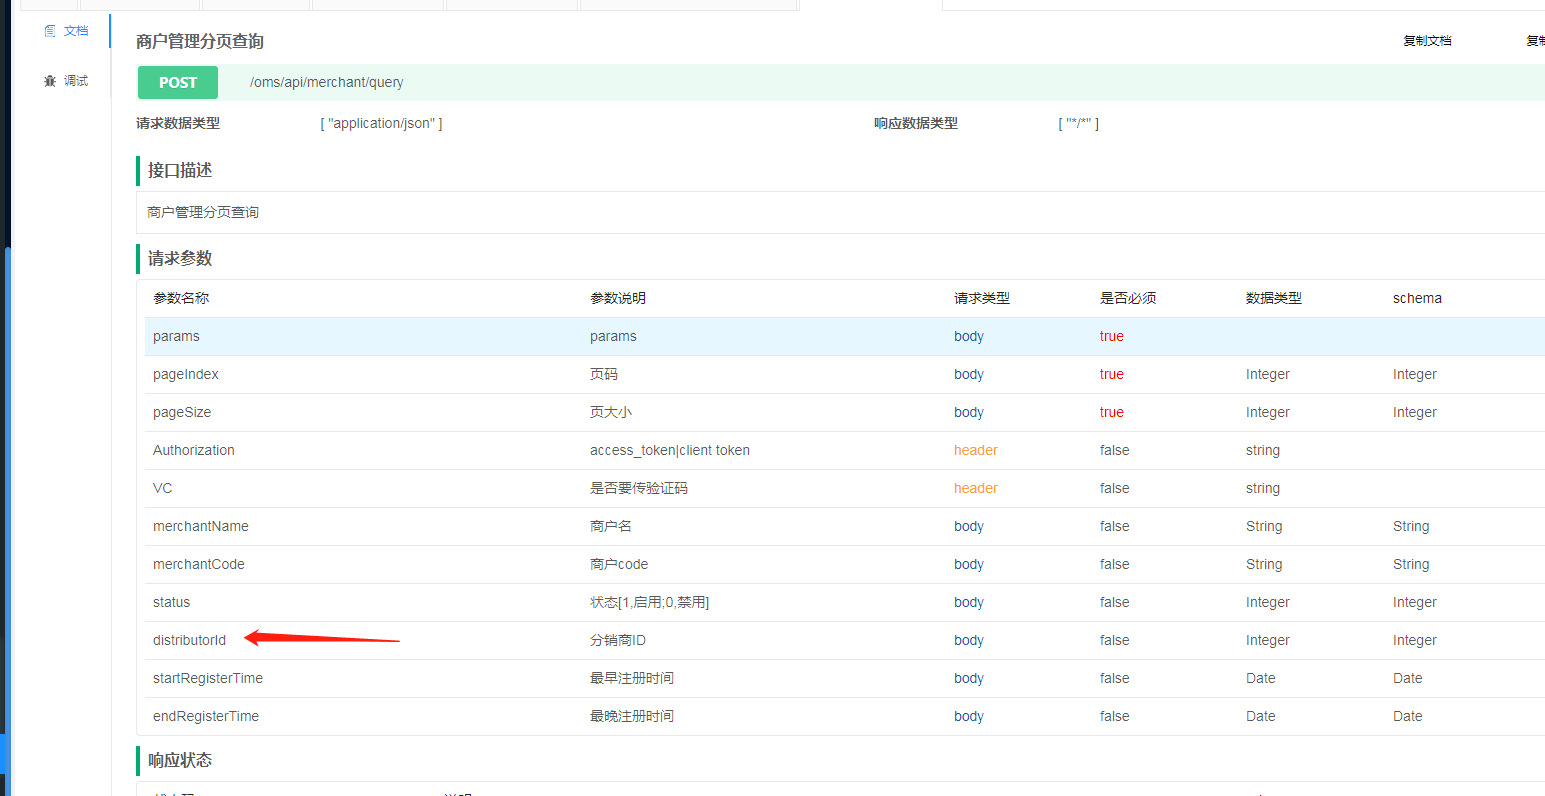 文档
调试
商户管理分页查询
复制文档
POST
/oms/api/merchant/query
请求数据类型
[ "application/json" ]
响应数据类型
[ "*/*" ]
接口描述
商户管理分页查询
请求参数
参数名称 参数说明 请求类型 是否必须 数据类型 schema
params params body true
pageIndex 页码 body true Integer Integer
pageSize 页大小 body true Integer Integer
Authorization access_token|client token header false string
VC 是否要传验证码 header false string
merchantName 商户名 body false String String
merchantCode 商户code body false String String
status 状态[1,启用;0,禁用] body false Integer Integer
distributorId 分销商ID body false Integer Integer
startRegisterTime 最早注册时间 body false Date Date
endRegisterTime 最晚注册时间 body false Date Date
响应状态